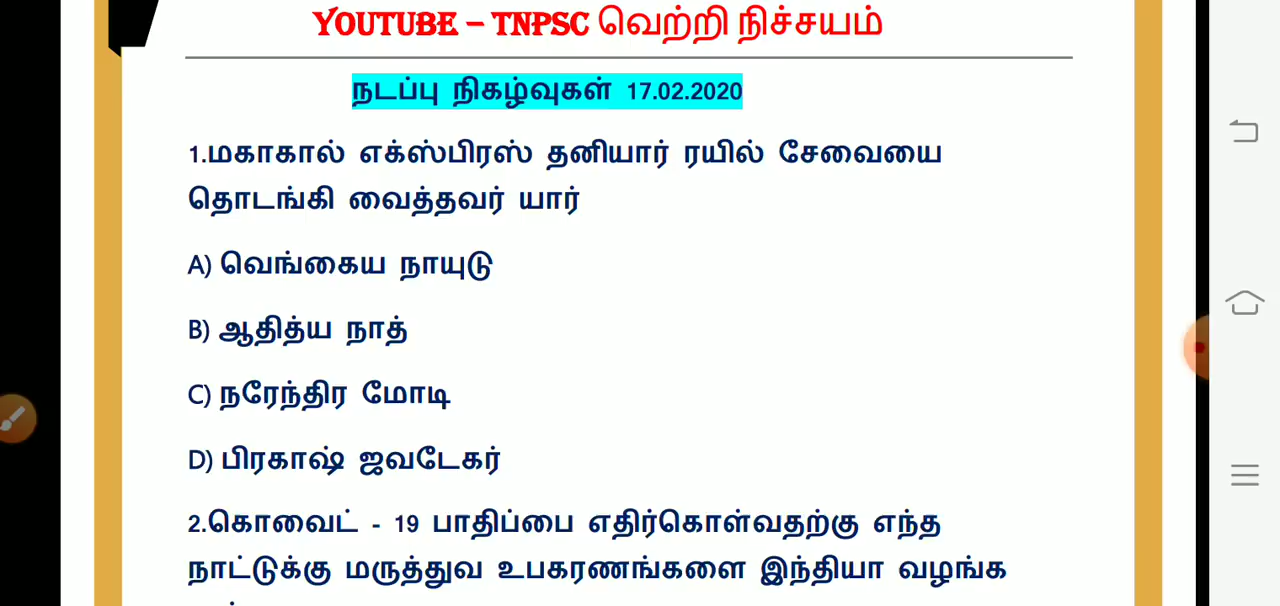 YOUTUBE – TNPSC வெற்றி நிச்சயம்
நடப்பு நிகழ்வுகள் 17.02.2020
1.மகாகால் எக்ஸ்பிரஸ் தனியார் ரயில் சேவையை
தொடங்கி வைத்தவர் யார்
A) வெங்கைய நாயுடு
B) ஆதித்ய நாத்
C) நரேந்திர மோடி
D) பிரகாஷ் ஜவடேகர்
2.கொவைட் - 19 பாதிப்பை எதிர்கொள்வதற்கு எந்த
நாட்டுக்கு மருத்துவ உபகரணங்களை இந்தியா வழங்க